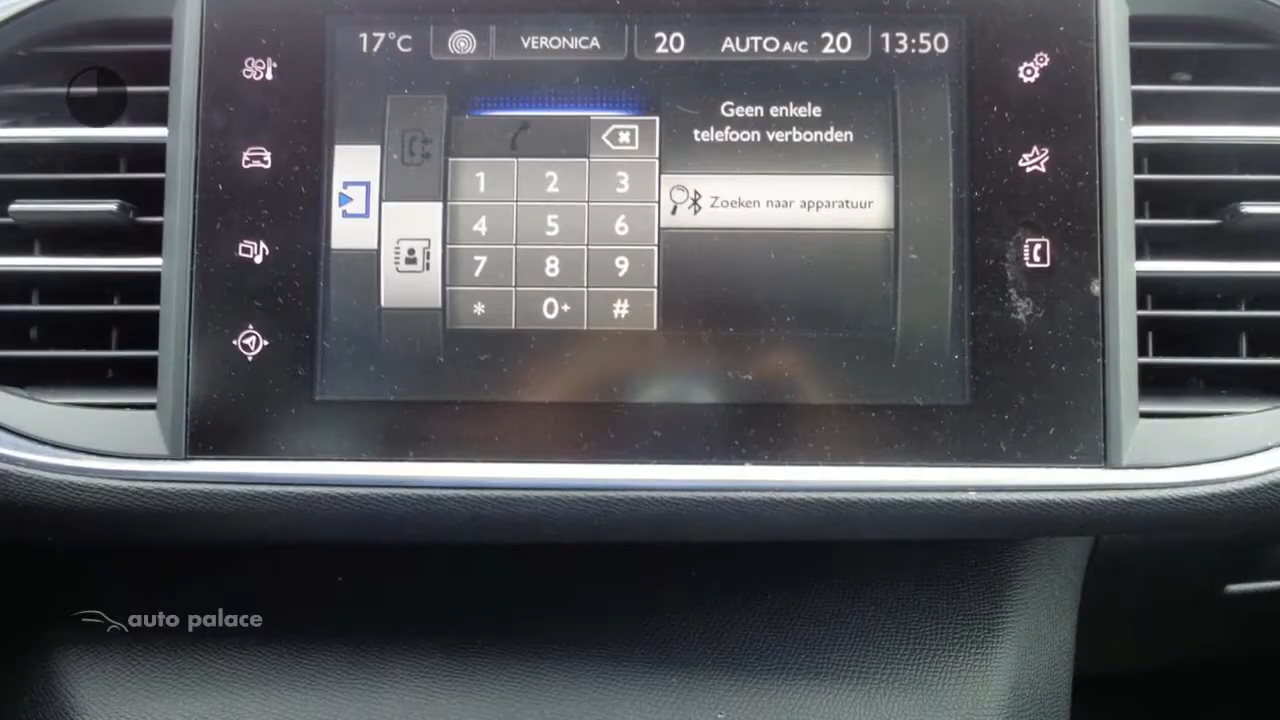 17°C VERONICA 20 AUTO A/C 20 13:50
Geen enkele
telefoon verbonden
Zoeken naar apparatuur
1 2 3
4 5 6
7 8 9
* 0+ #
auto palace